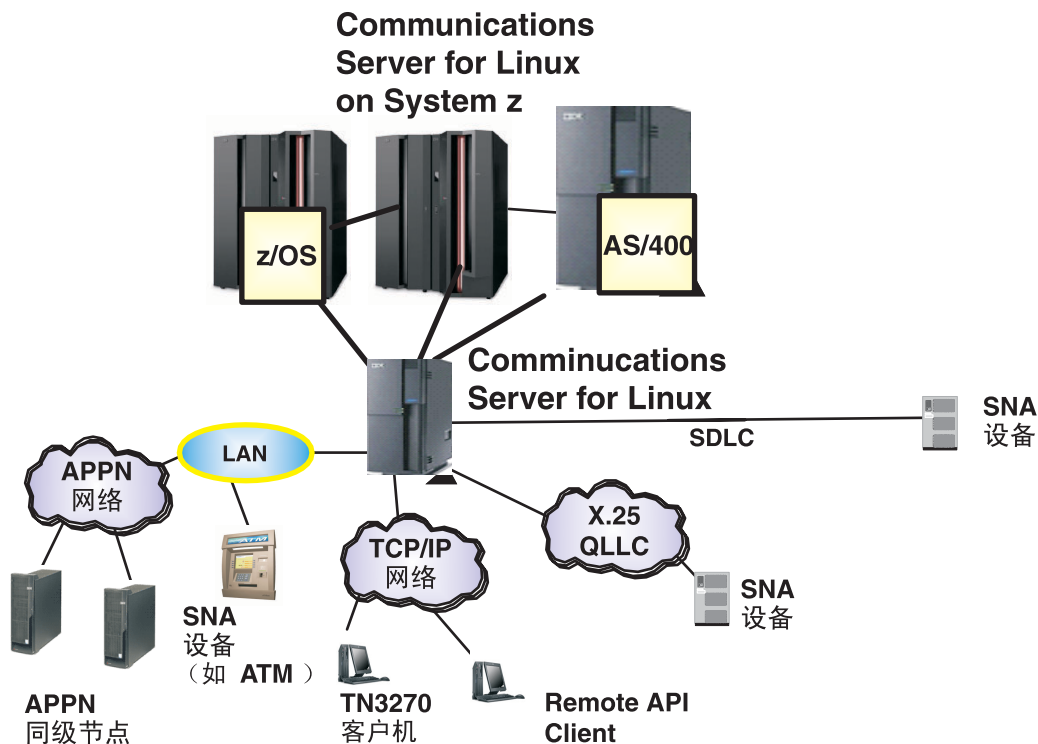 Communications
Server for Linux
on System z
z/OS
AS/400
Comminucations
Server for Linux
SDLC
SNA
设备
LAN
APPN
网络
X.25
QLLC
TCP/IP
网络
ATM
SNA
设备
SNA
设备
（如 ATM ）
APPN
同级节点
TN3270
客户机
Remote API
Client